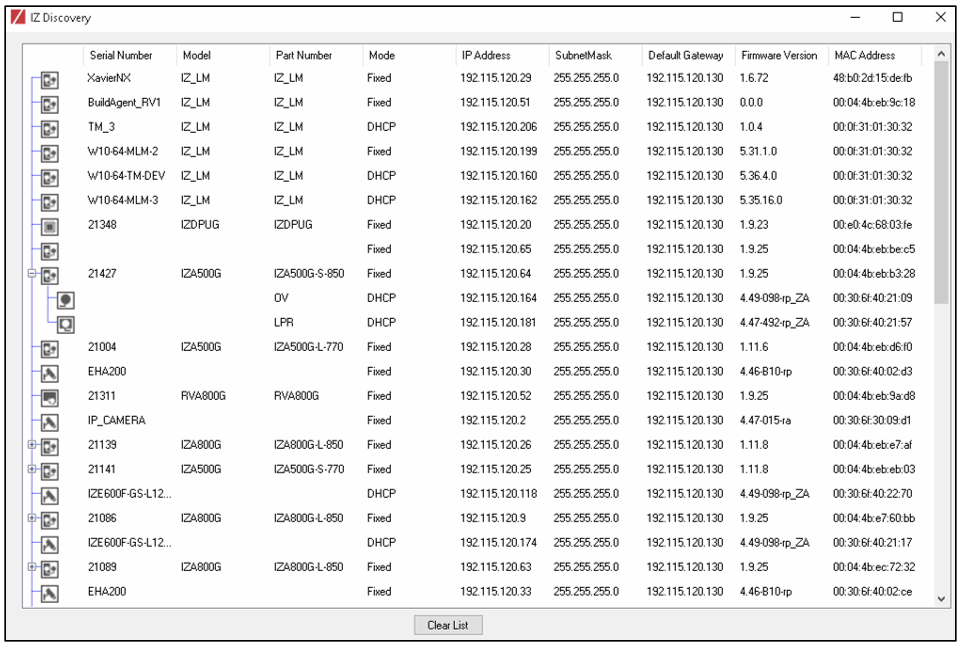 IZ Discovery
Serial Number Model Part Number Mode IP Address SubnetMask Default Gateway Firmware Version MAC Address
XavierNX IZ_LM IZ_LM Fixed 192.115.120.29 255.255.255.0 192.115.120.130 1.6.72 48:b0:2d:15:de:fb
BuildAgent_RV1 IZ_LM IZ_LM Fixed 192.115.120.51 255.255.255.0 192.115.120.130 0.0.0 00:04:4b:eb:9c:18
TM_3 IZ_LM IZ_LM DHCP 192.115.120.206 255.255.255.0 192.115.120.130 1.0.4 00:0f:31:01:30:32
W10-64-MLM-2 IZ_LM IZ_LM Fixed 192.115.120.199 255.255.255.0 192.115.120.130 5.31.1.0 00:0f:31:01:30:32
W10-64-TM-DEV IZ_LM IZ_LM DHCP 192.115.120.160 255.255.255.0 192.115.120.130 5.36.4.0 00:0f:31:01:30:32
W10-64-MLM-3 IZ_LM IZ_LM DHCP 192.115.120.162 255.255.255.0 192.115.120.130 5.35.16.0 00:0f:31:01:30:32
21348 IZDPUG IZDPUG Fixed 192.115.120.20 255.255.255.0 192.115.120.130 1.9.23 00:e0:4c:68:03:fe
Fixed 192.115.120.65 255.255.255.0 192.115.120.130 1.9.25 00:04:4b:eb:be:c5
21427 IZA500G IZA500G-S-850 Fixed 192.115.120.64 255.255.255.0 192.115.120.130 1.9.25 00:04:4b:eb:b3:28
OV DHCP 192.115.120.164 255.255.255.0 192.115.120.130 4.49-098-rp_ZA 00:30:6f:40:21:09
LPR DHCP 192.115.120.181 255.255.255.0 192.115.120.130 4.47-492-rp_ZA 00:30:6f:40:21:57
21004 IZA500G IZA500G-L-770 Fixed 192.115.120.28 255.255.255.0 192.115.120.130 1.11.6 00:04:4b:eb:d6:f0
EHA200 Fixed 192.115.120.30 255.255.255.0 192.115.120.130 4.46-B10-rp 00:30:6f:40:02:d3
21311 RVA800G RVA800G Fixed 192.115.120.52 255.255.255.0 192.115.120.130 1.9.25 00:04:4b:eb:9a:d8
IP_CAMERA Fixed 192.115.120.2 255.255.255.0 192.115.120.130 4.47-015-ra 00:30:6f:30:09:d1
21139 IZA800G IZA800G-L-850 Fixed 192.115.120.26 255.255.255.0 192.115.120.130 1.11.8 00:04:4b:eb:e7:af
21141 IZA500G IZA500G-S-770 Fixed 192.115.120.25 255.255.255.0 192.115.120.130 1.11.8 00:04:4b:eb:eb:03
IZE600F-GS-L12... DHCP 192.115.120.118 255.255.255.0 192.115.120.130 4.49-098-rp_ZA 00:30:6f:40:22:70
21086 IZA800G IZA800G-L-850 Fixed 192.115.120.9 255.255.255.0 192.115.120.130 1.9.25 00:04:4b:e7:60:bb
IZE600F-GS-L12... DHCP 192.115.120.174 255.255.255.0 192.115.120.130 4.49-098-rp_ZA 00:30:6f:40:21:17
21089 IZA800G IZA800G-L-850 Fixed 192.115.120.63 255.255.255.0 192.115.120.130 1.9.25 00:04:4b:ec:72:32
EHA200 Fixed 192.115.120.33 255.255.255.0 192.115.120.130 4.46-B10-rp 00:30:6f:40:02:ce
Clear List